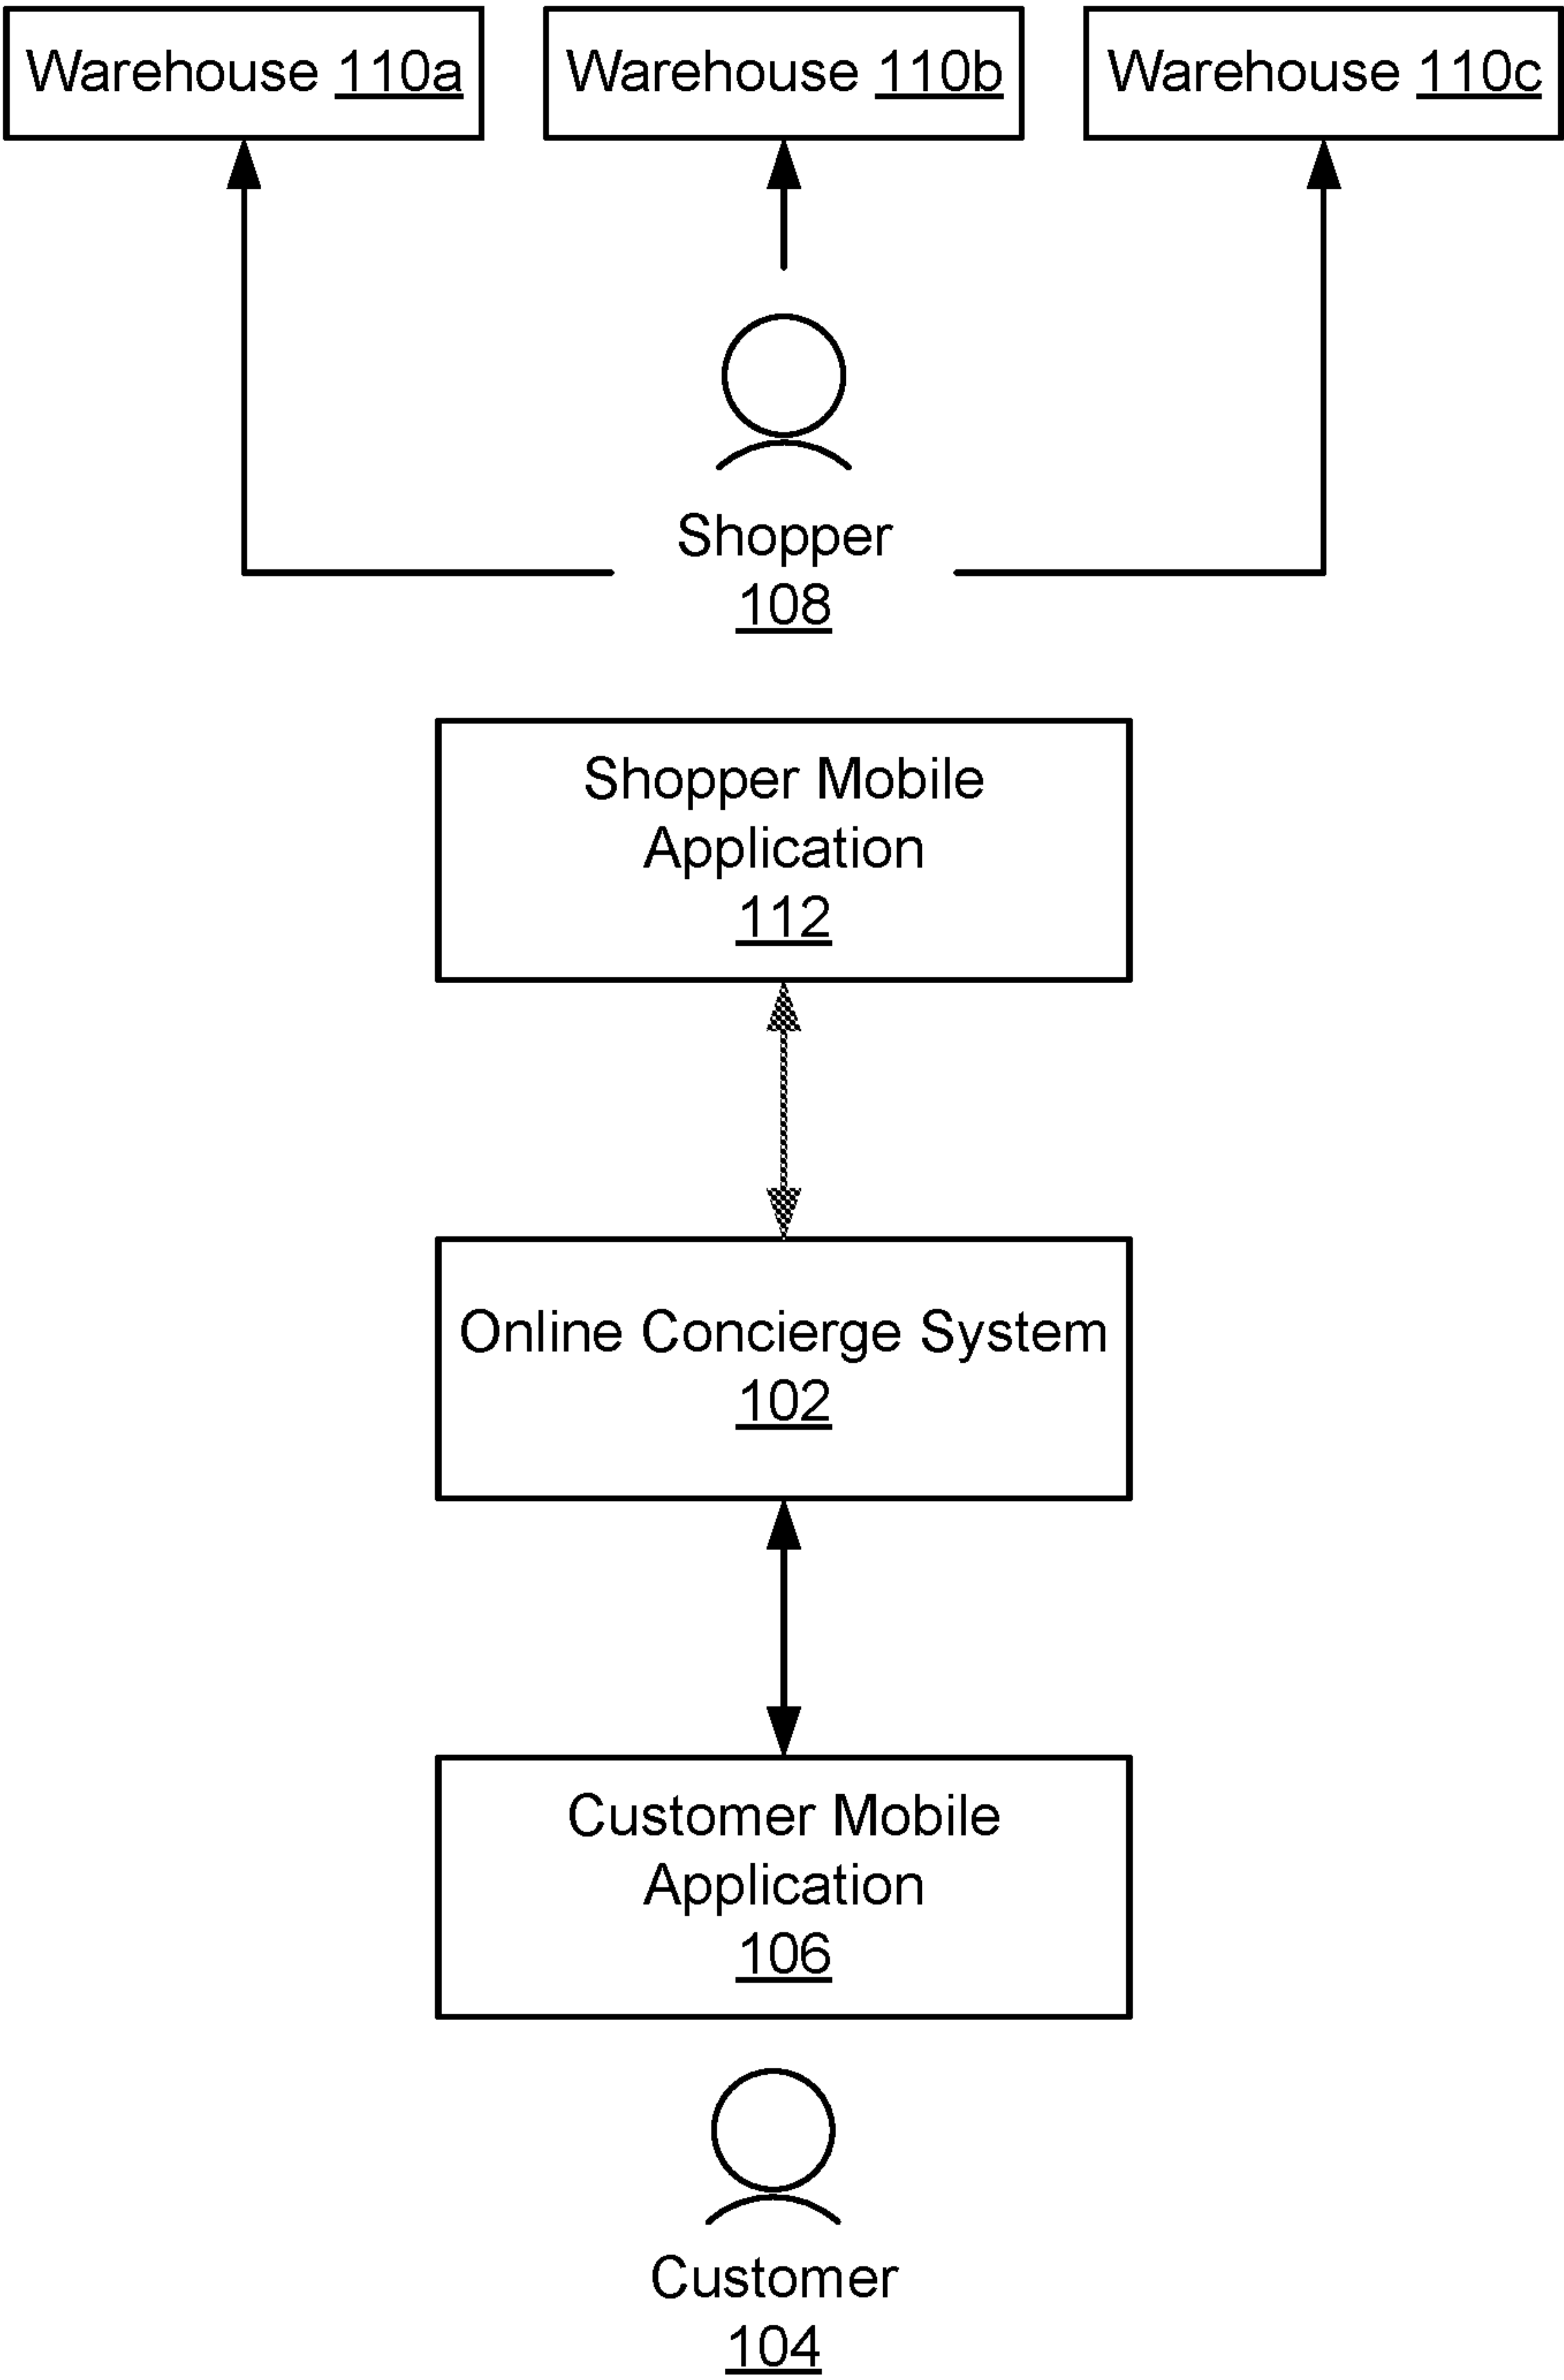 Warehouse 110a
Warehouse 110b
Warehouse 110c
Shopper
108
Shopper Mobile
Application
112
Online Concierge System
102
Customer Mobile
Application
106
Customer
104